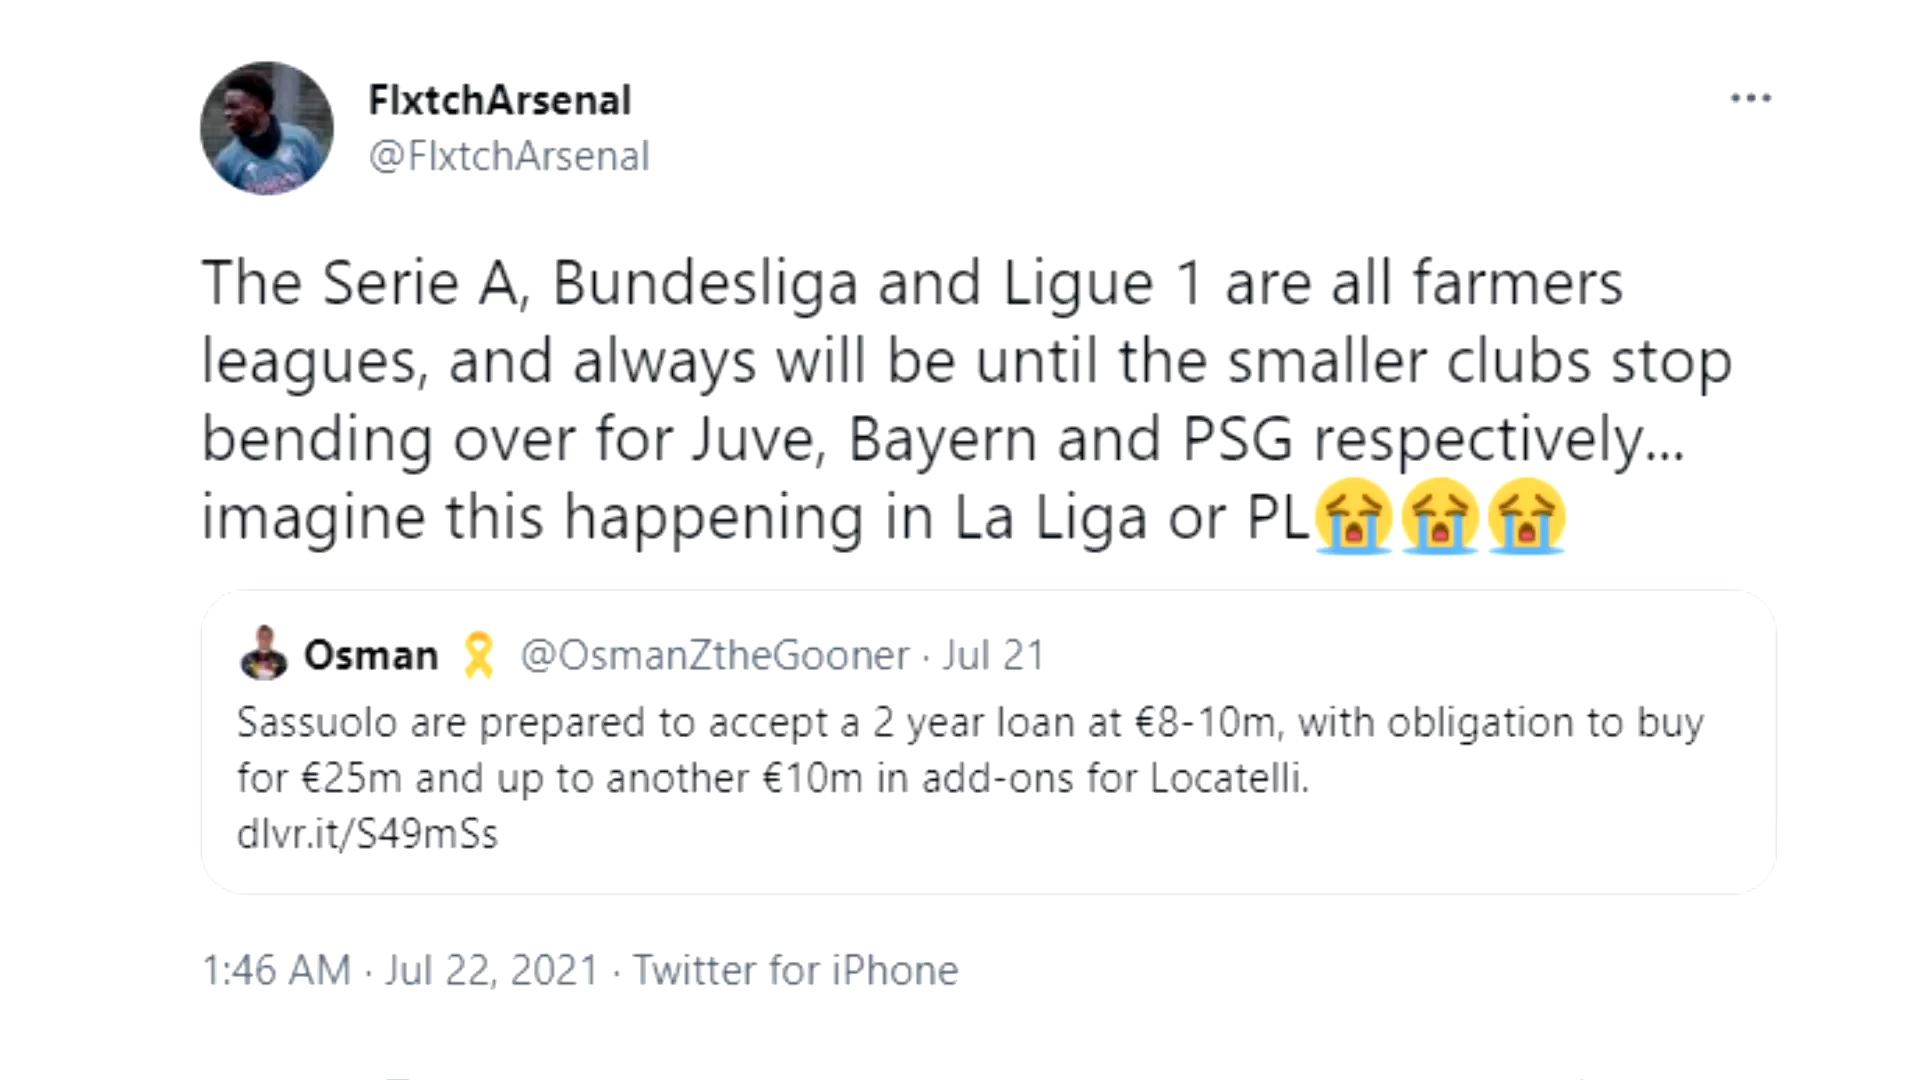 FlxtchArsenal
@FlxtchArsenal
The Serie A, Bundesliga and Ligue 1 are all farmers
leagues, and always will be until the smaller clubs stop
bending over for Juve, Bayern and PSG respectively...
imagine this happening in La Liga or PL😭😭😭
Osman 🎗 @OsmanZtheGooner · Jul 21
Sassuolo are prepared to accept a 2 year loan at €8-10m, with obligation to buy
for €25m and up to another €10m in add-ons for Locatelli.
dlvr.it/S49mSs
1:46 AM · Jul 22, 2021 · Twitter for iPhone